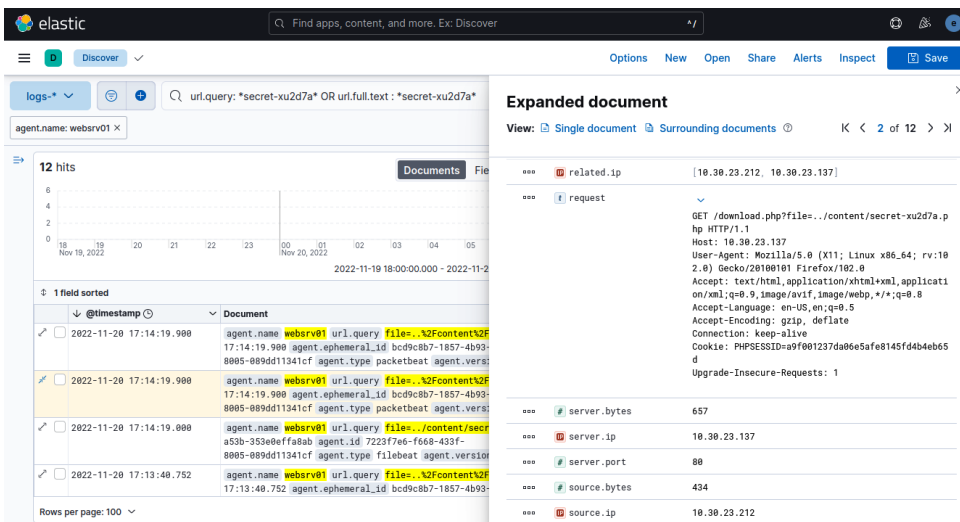 elastic
Find apps, content, and more. Ex: Discover
^/
e
D
Discover
Options New Open Share Alerts Inspect Save
logs-*
url.query: *secret-xu2d7a* OR url.full.text : *secret-xu2d7a*
agent.name: websrv01 ×
12 hits
Documents Fie
6
4
2
0
18 19 20 21 22 23 00 01 02 03 04 05
Nov 19, 2022 Nov 20, 2022
2022-11-19 18:00:00.000 - 2022-11-2
1 field sorted
@timestamp Document
2022-11-20 17:14:19.900 agent.name websrv01 url.query file=..%2Fcontent%2F
17:14:19.900 agent.ephemeral_id bcd9c8b7-1857-4b93-
8005-089dd11341cf agent.type packetbeat agent.vers
2022-11-20 17:14:19.900 agent.name websrv01 url.query file=..%2Fcontent%2F
17:14:19.900 agent.ephemeral_id bcd9c8b7-1857-4b93-
8005-089dd11341cf agent.type packetbeat agent.vers
2022-11-20 17:14:19.000 agent.name websrv01 url.query file=../content/secr
a53b-353e0effa8ab agent.id 7223f7e6-f668-433f-
8005-089dd11341cf agent.type filebeat agent.version
2022-11-20 17:13:40.752 agent.name websrv01 url.query file=..%2Fcontent%2F
17:13:40.752 agent.ephemeral_id bcd9c8b7-1857-4b93-
Rows per page: 100
Expanded document
View: Single document Surrounding documents 2 of 12
related.ip [10.30.23.212, 10.30.23.137]
request
GET /download.php?file=../content/secret-xu2d7a.p
hp HTTP/1.1
Host: 10.30.23.137
User-Agent: Mozilla/5.0 (X11; Linux x86_64; rv:10
2.0) Gecko/20100101 Firefox/102.0
Accept: text/html,application/xhtml+xml,applicati
on/xml;q=0.9,image/avif,image/webp,*/*;q=0.8
Accept-Language: en-US,en;q=0.5
Accept-Encoding: gzip, deflate
Connection: keep-alive
Cookie: PHPSESSID=a9f001237da06e5afe8145fd4b4eb65
d
Upgrade-Insecure-Requests: 1
server.bytes 657
server.ip 10.30.23.137
server.port 80
source.bytes 434
source.ip 10.30.23.212